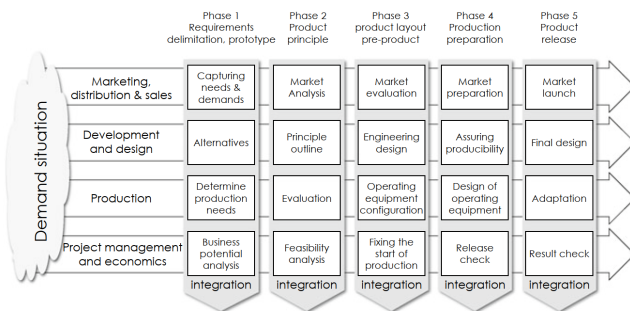 Phase 1
Requirements
delimitation, prototype
Phase 2
Product
principle
Phase 3
product layout
pre-product
Phase 4
Production
preparation
Phase 5
Product
release
Demand situation
Marketing,
distribution & sales
Capturing
needs &
demands
Market
Analysis
Market
evaluation
Market
preparation
Market
launch
Development
and design
Alternatives
Principle
outline
Engineering
design
Assuring
producibility
Final design
Production
Determine
production
needs
Evaluation
Operating
equipment
configuration
Design of
operating
equipment
Adaptation
Project management
and economics
Business
potential
analysis
Feasibility
analysis
Fixing the
start of
production
Release
check
Result check
integration
integration
integration
integration
integration